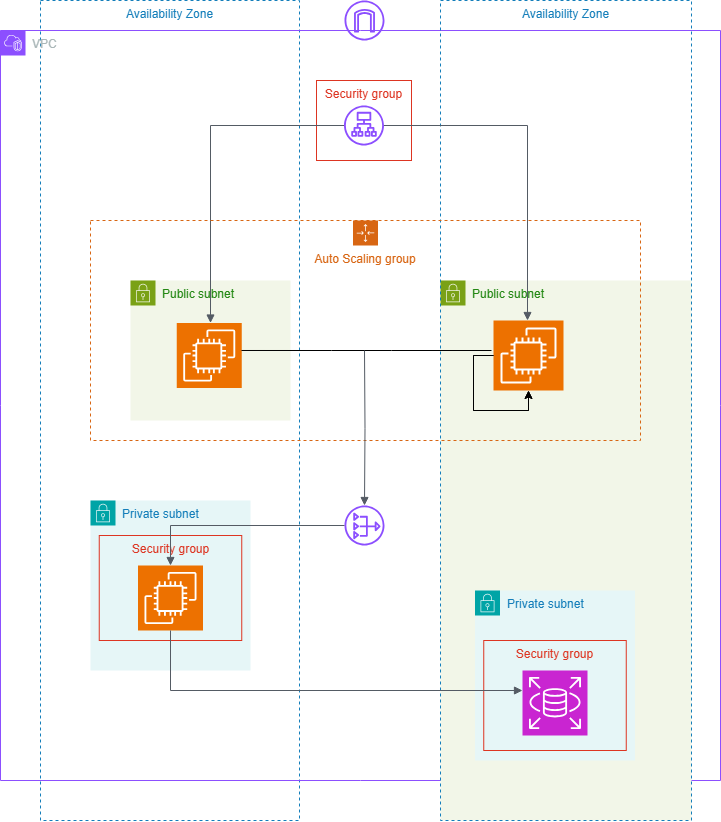 Availability Zone
Availability Zone
VPC
Security group
Auto Scaling group
Public subnet
Public subnet
Private subnet
Security group
Private subnet
Security group